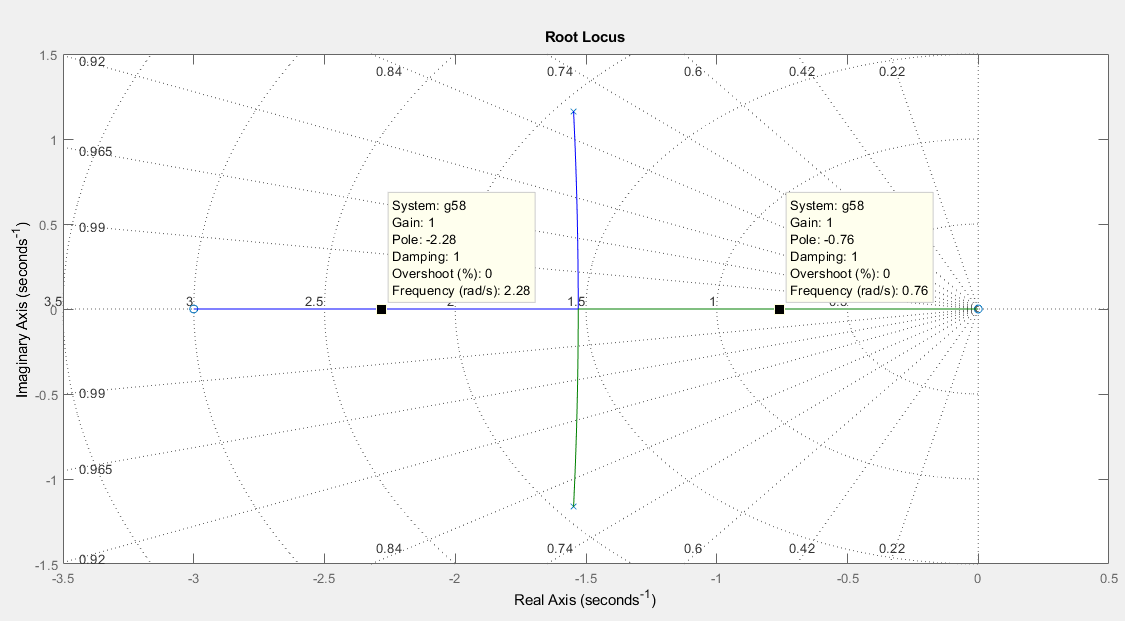 Root Locus
1.5
1
0.5
0
-0.5
-1
-1.5
Imaginary Axis (seconds-1)
0.92
0.84
0.74
0.6
0.42
0.22
0.965
0.99
System: g58
Gain: 1
Pole: -2.28
Damping: 1
Overshoot (%): 0
Frequency (rad/s): 2.28
System: g58
Gain: 1
Pole: -0.76
Damping: 1
Overshoot (%): 0
Frequency (rad/s): 0.76
3.5
3
2.5
2
1.5
1
0.5
0.99
0.965
0.92
0.84
0.74
0.6
0.42
0.22
-3.5
-3
-2.5
-2
-1.5
-1
-0.5
0
0.5
Real Axis (seconds-1)